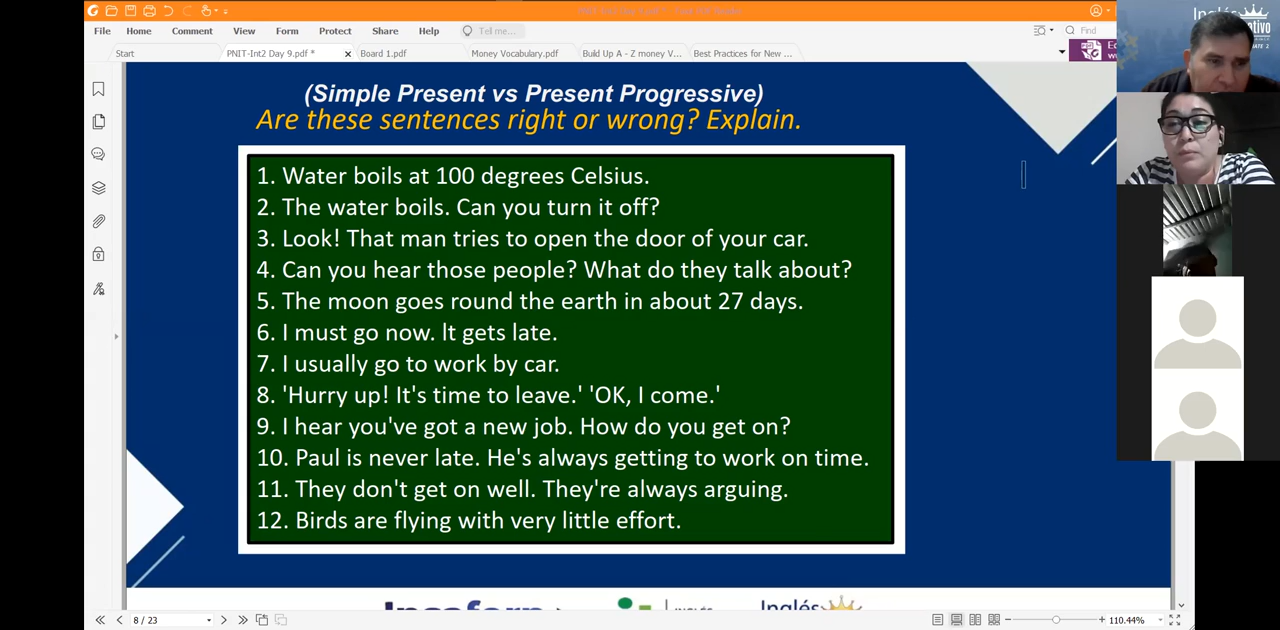 File Home Comment View Form Protect Share Help Tell me... Find
Start PNIT-Int2 Day 9.pdf * Board 1.pdf Money Vocabulary.pdf Build Up A - Z money V... Best Practices for New ...
(Simple Present vs Present Progressive)
Are these sentences right or wrong? Explain.
1. Water boils at 100 degrees Celsius.
2. The water boils. Can you turn it off?
3. Look! That man tries to open the door of your car.
4. Can you hear those people? What do they talk about?
5. The moon goes round the earth in about 27 days.
6. I must go now. It gets late.
7. I usually go to work by car.
8. 'Hurry up! It's time to leave.' 'OK, I come.'
9. I hear you've got a new job. How do you get on?
10. Paul is never late. He's always getting to work on time.
11. They don't get on well. They're always arguing.
12. Birds are flying with very little effort.
Inglés
8 / 23 110.44%